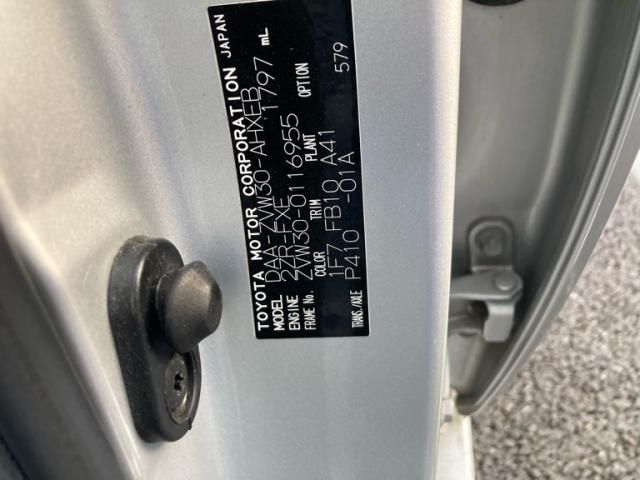 TOYOTA MOTOR CORPORATION JAPAN
MODEL DAA-ZVW30-AHXEB
ENGINE 2ZR-FXE 1797 mL
FRAME No. ZVW30-0116955
COLOR TRIM PLANT OPTION
1F7 FB10 A41 579
TRANS./AXLE P410 -01A